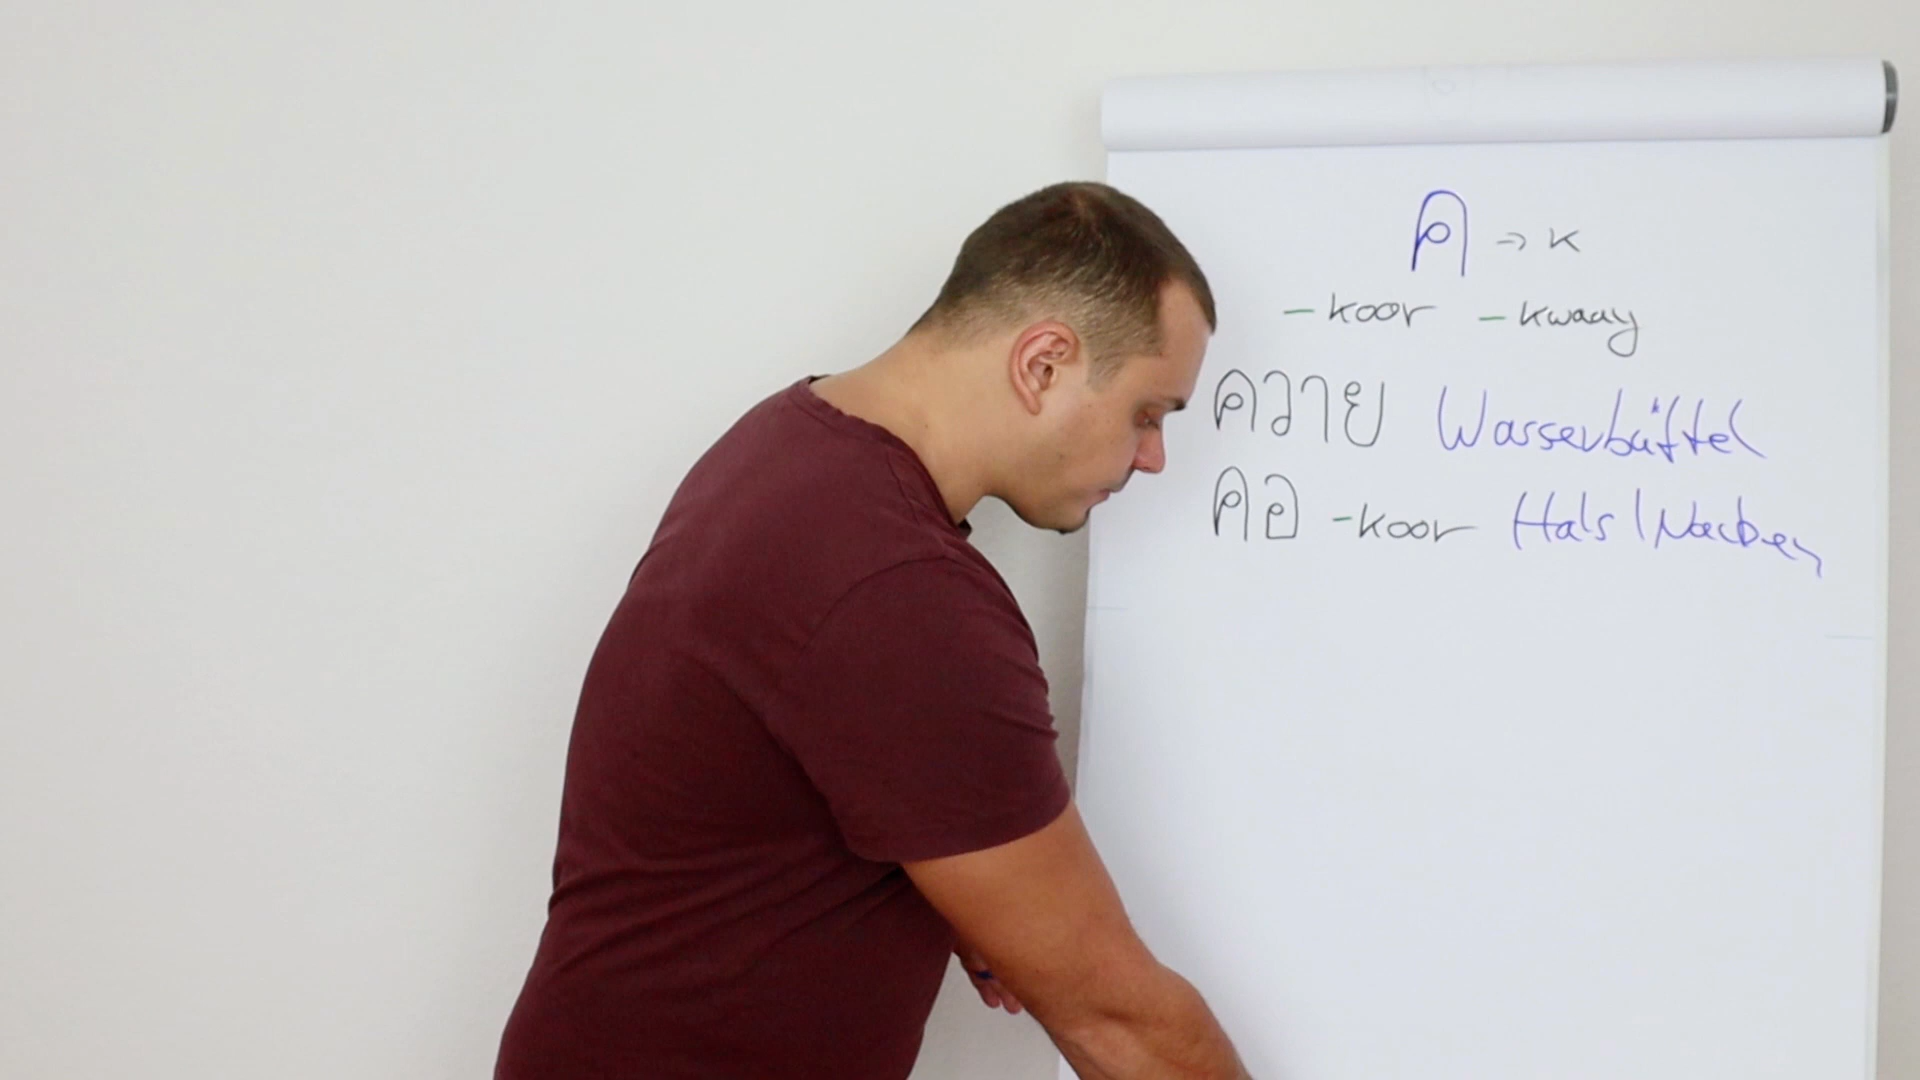 ค → k
- koor - kwaay
ควาย Wasserbüffel
คอ - koor Hals | Nacken